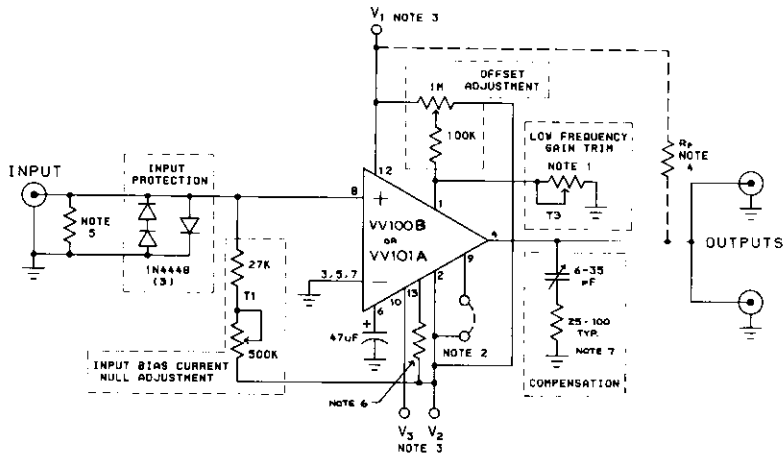 V1 NOTE 3
OFFSET
ADJUSTMENT
1M
100K
LOW FREQUENCY
GAIN TRIM
NOTE 1
T3
RP
NOTE
4
INPUT
INPUT
PROTECTION
NOTE
5
1N4448
(3)
12
8
+
1
VV100B
OR
VV101A
4
9
2
3,5,7
−
6
10
13
27K
T1
500K
INPUT BIAS CURRENT
NULL ADJUSTMENT
+
47uF
NOTE 2
NOTE 6
V3
V2
NOTE 3
6-35
pF
25-100
TYP.
NOTE 7
COMPENSATION
OUTPUTS